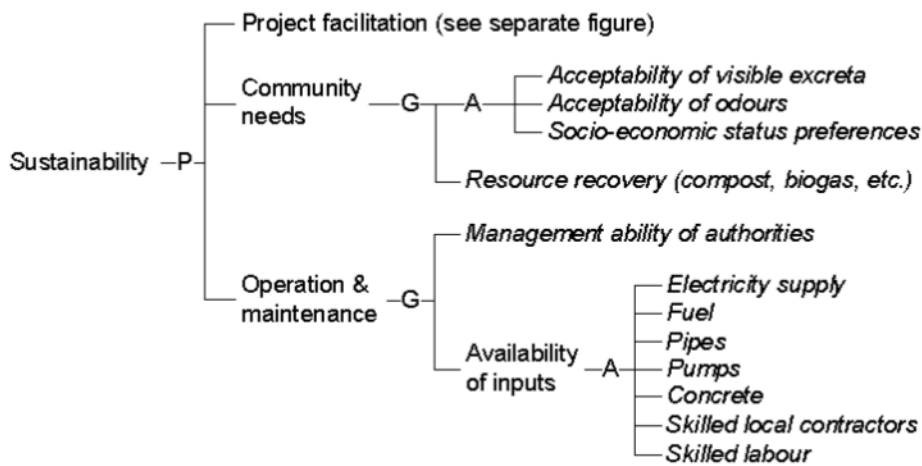 Project facilitation (see separate figure)
Community
needs
G
A
Acceptability of visible excreta
Acceptability of odours
Socio-economic status preferences
Resource recovery (compost, biogas, etc.)
Sustainability
P
Operation &
maintenance
G
Management ability of authorities
Availability
of inputs
A
Electricity supply
Fuel
Pipes
Pumps
Concrete
Skilled local contractors
Skilled labour